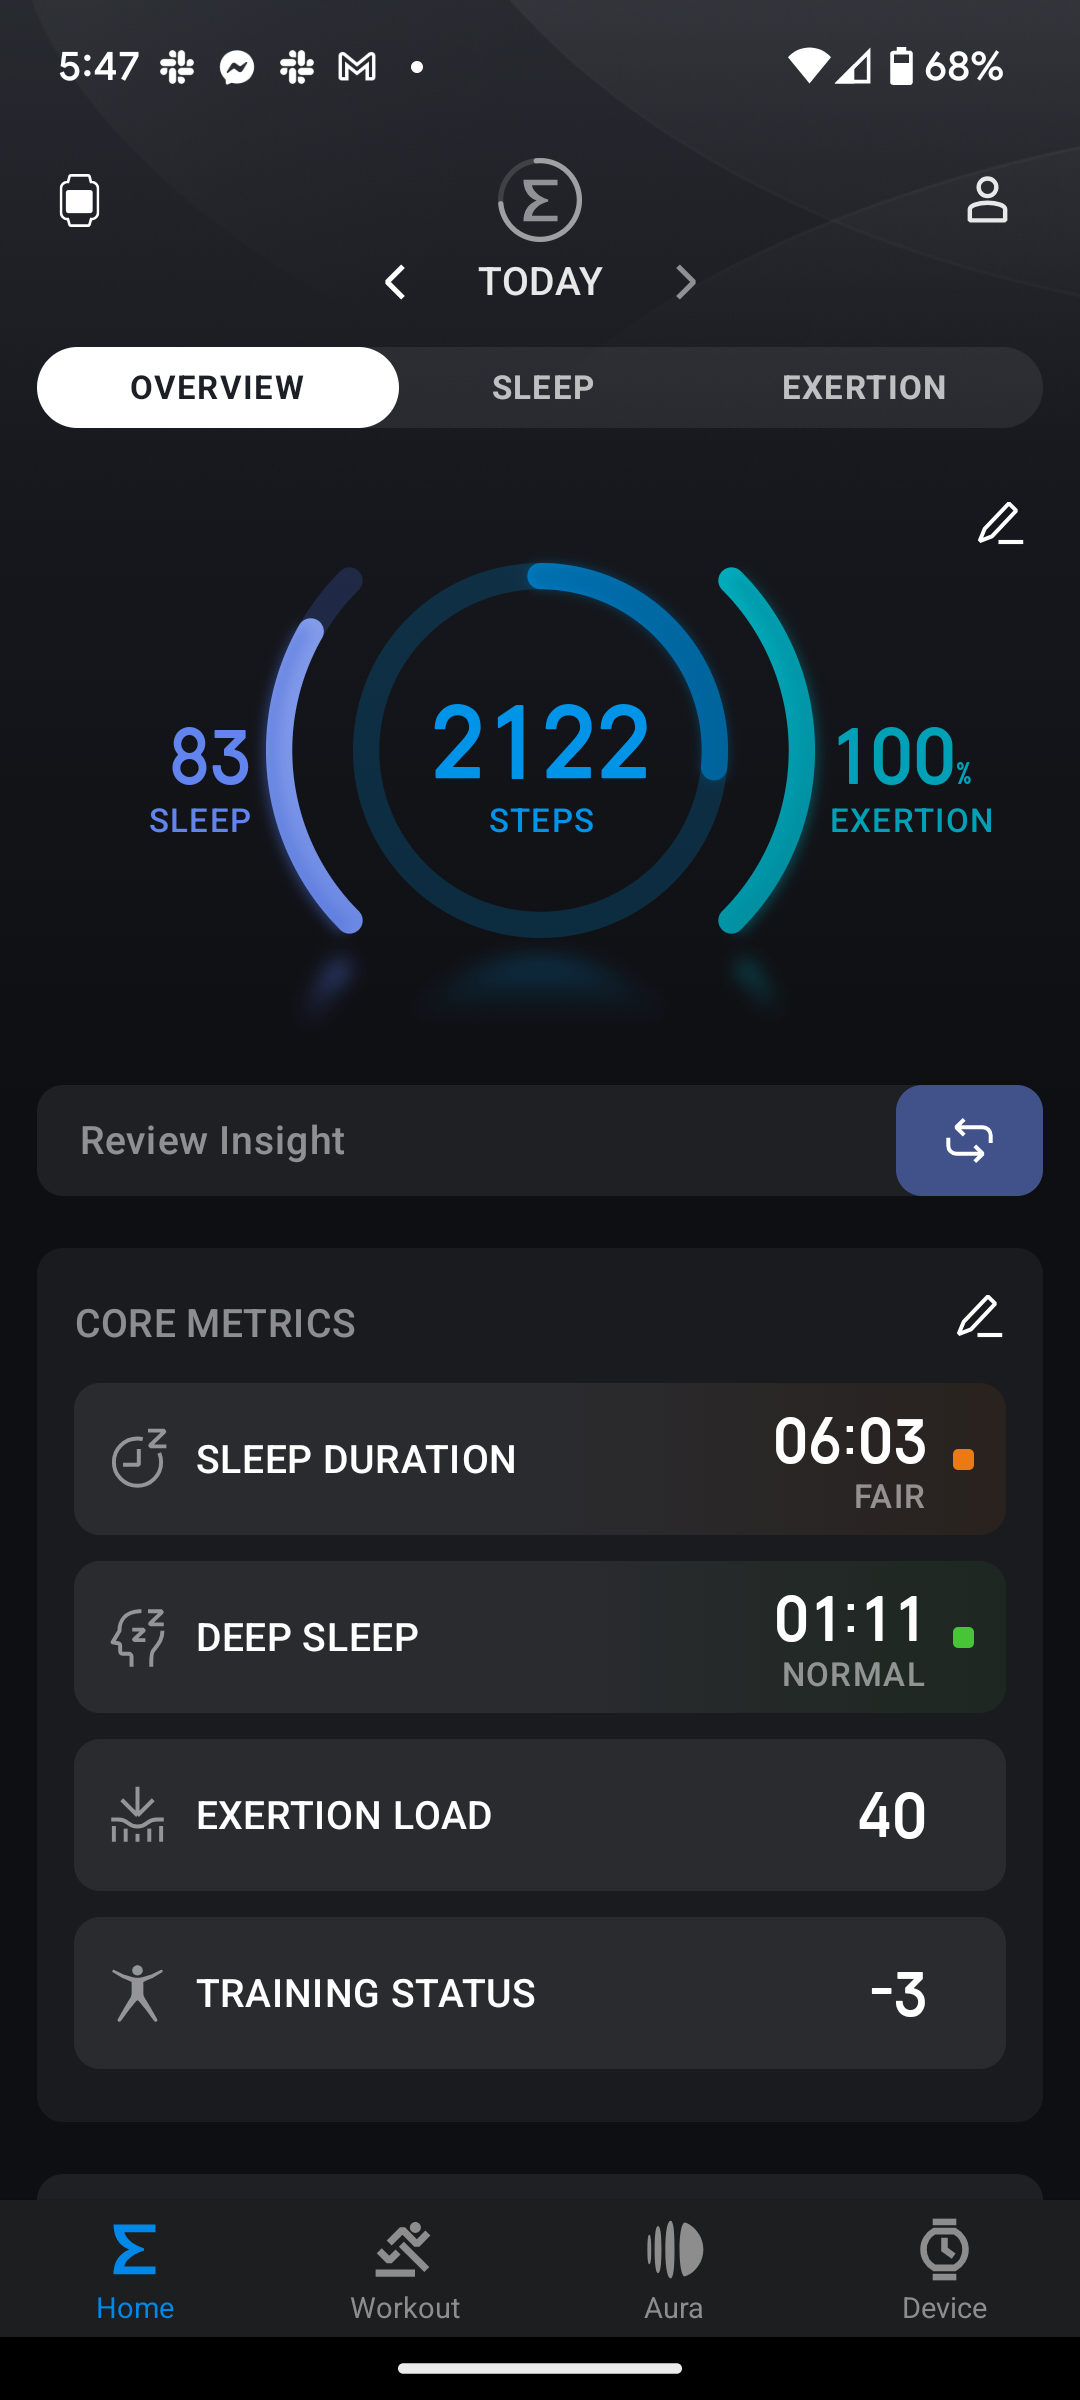 5:47 68%
TODAY
OVERVIEW SLEEP EXERTION
83 2122 100%
SLEEP STEPS EXERTION
Review Insight
CORE METRICS
SLEEP DURATION 06:03
FAIR
DEEP SLEEP 01:11
NORMAL
EXERTION LOAD 40
TRAINING STATUS -3
Home Workout Aura Device